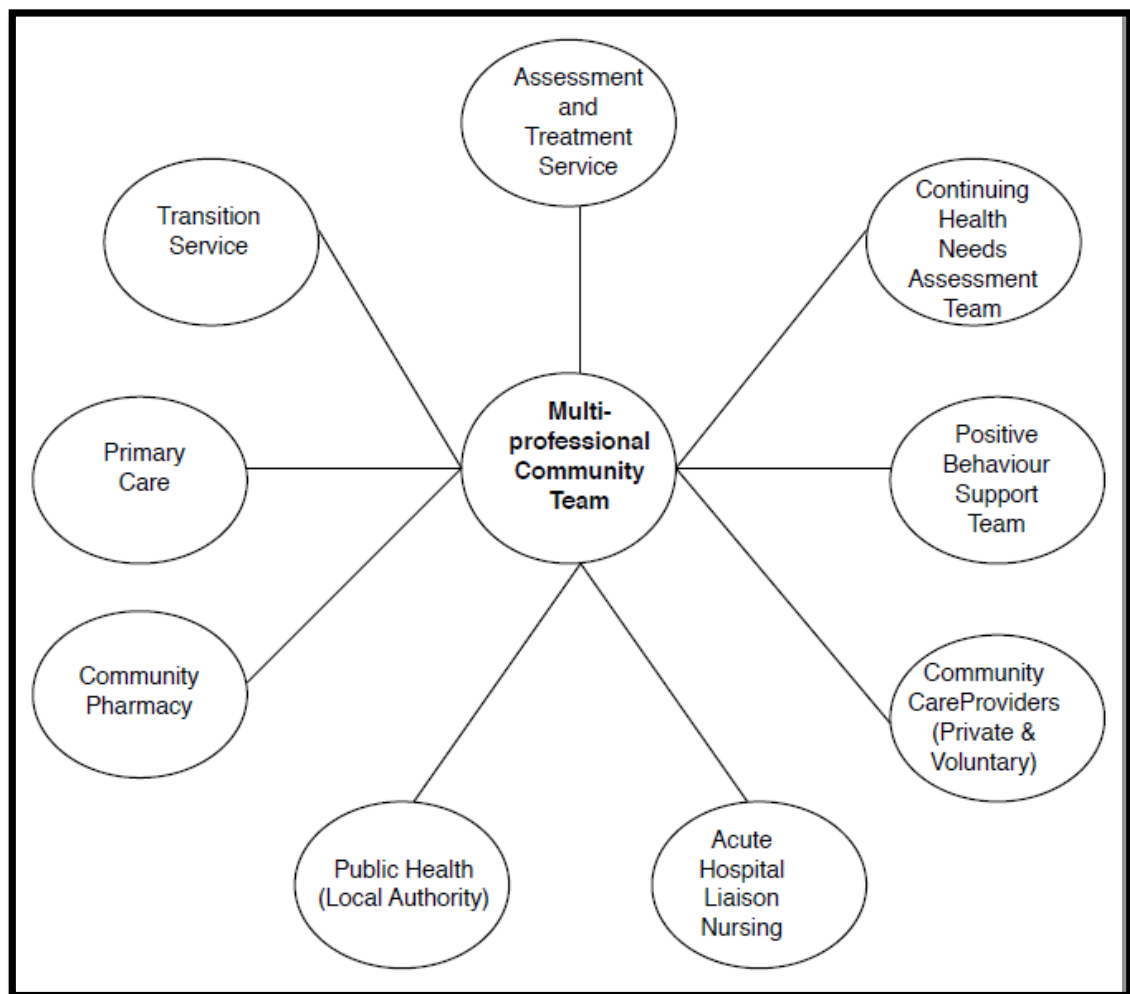 Assessment
and
Treatment
Service
Transition
Service
Continuing
Health
Needs
Assessment
Team
Multi-
professional
Community
Team
Primary
Care
Positive
Behaviour
Support
Team
Community
Pharmacy
Community
CareProviders
(Private &
Voluntary)
Public Health
(Local Authority)
Acute
Hospital
Liaison
Nursing